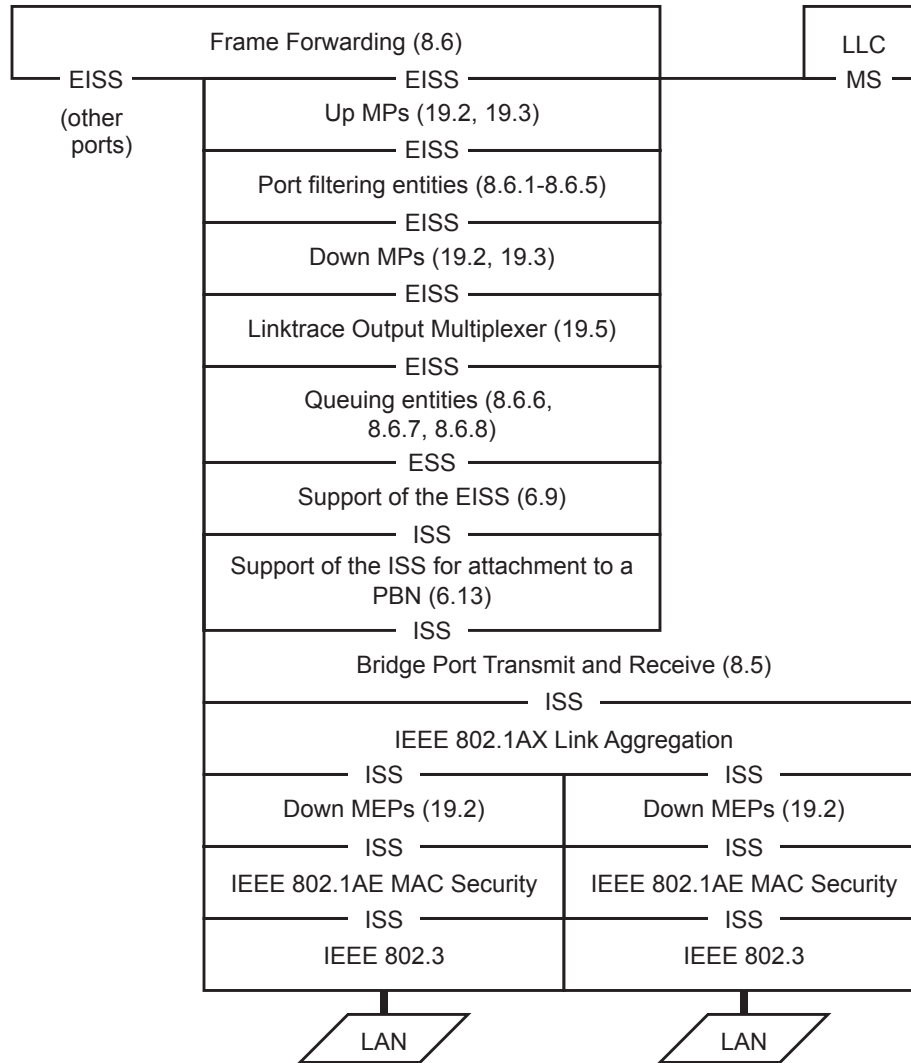 Frame Forwarding (8.6)
LLC
EISS
EISS
MS
(other
ports)
Up MPs (19.2, 19.3)
EISS
Port filtering entities (8.6.1-8.6.5)
EISS
Down MPs (19.2, 19.3)
EISS
Linktrace Output Multiplexer (19.5)
EISS
Queuing entities (8.6.6,
8.6.7, 8.6.8)
ESS
Support of the EISS (6.9)
ISS
Support of the ISS for attachment to a
PBN (6.13)
ISS
Bridge Port Transmit and Receive (8.5)
ISS
IEEE 802.1AX Link Aggregation
ISS
ISS
Down MEPs (19.2)
Down MEPs (19.2)
ISS
ISS
IEEE 802.1AE MAC Security
IEEE 802.1AE MAC Security
ISS
ISS
IEEE 802.3
IEEE 802.3
LAN
LAN